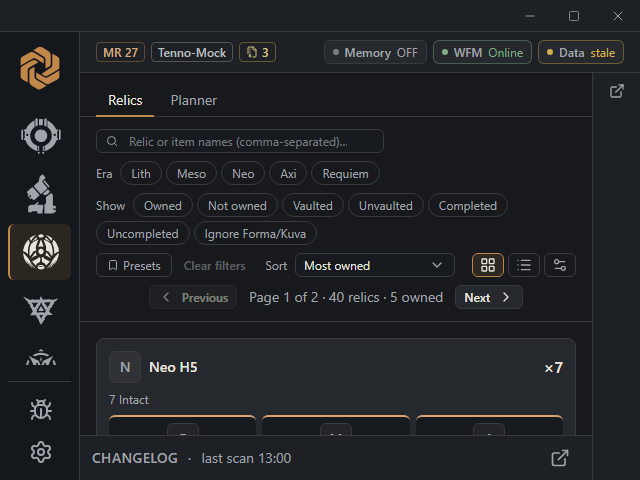 MR 27 Tenno-Mock 3 Memory OFF WFM Online Data stale
Relics Planner
Relic or item names (comma-separated)...
Era Lith Meso Neo Axi Requiem
Show Owned Not owned Vaulted Unvaulted Completed
Uncompleted Ignore Forma/Kuva
Presets Clear filters Sort Most owned
Previous Page 1 of 2 · 40 relics · 5 owned Next
N Neo H5 ×7
7 Intact
CHANGELOG · last scan 13:00